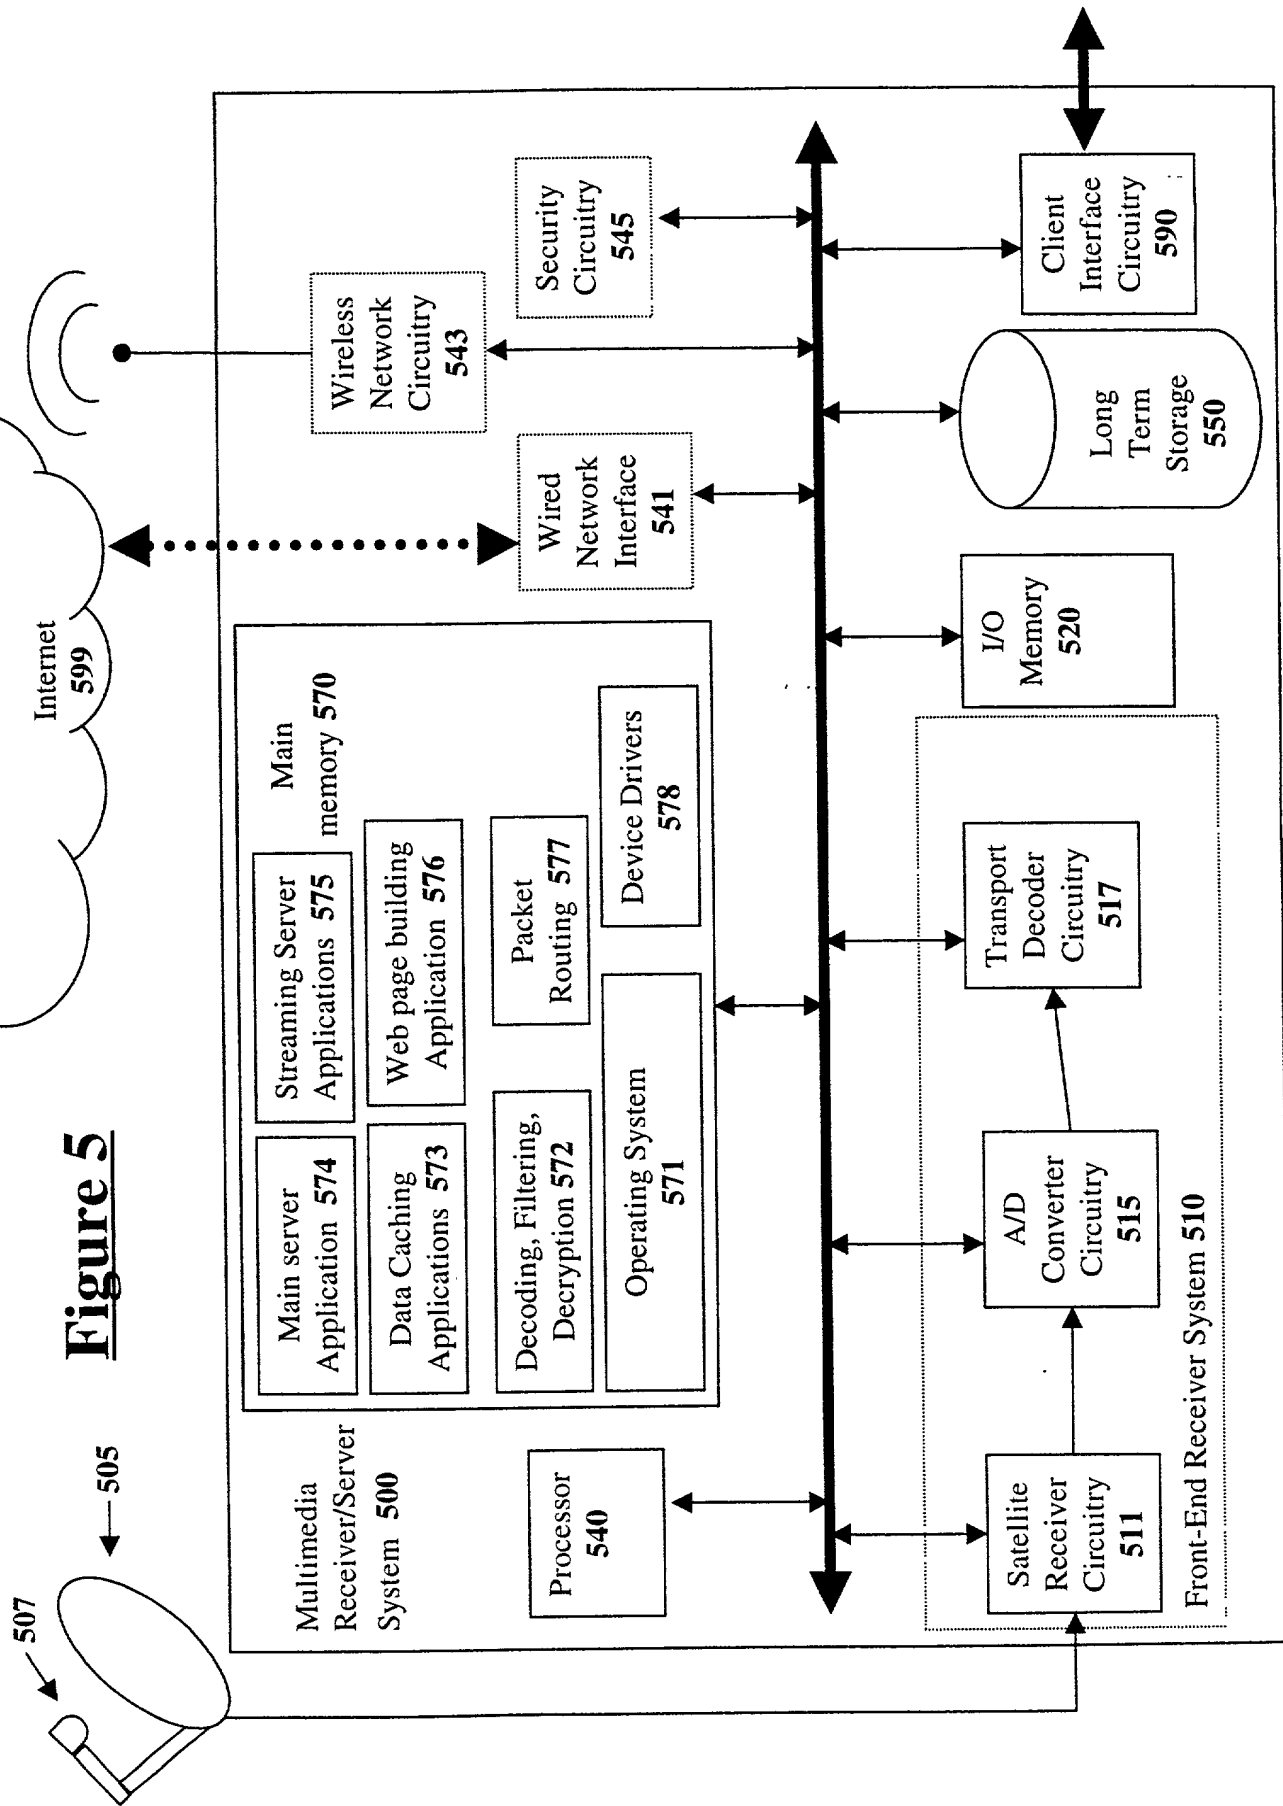 Figure 5
507
505
Internet
599
Multimedia
Receiver/Server
System 500
Main server
Application 574
Streaming Server
Applications 575
Main
memory 570
Data Caching
Applications 573
Web page building
Application 576
Decoding, Filtering,
Decryption 572
Packet
Routing 577
Operating System
571
Device Drivers
578
Processor
540
Wired
Network
Interface
541
Wireless
Network
Circuitry
543
Security
Circuitry
545
Satellite
Receiver
Circuitry
511
A/D
Converter
Circuitry
515
Transport
Decoder
Circuitry
517
Front-End Receiver System 510
I/O
Memory
520
Long
Term
Storage
550
Client
Interface
Circuitry
590